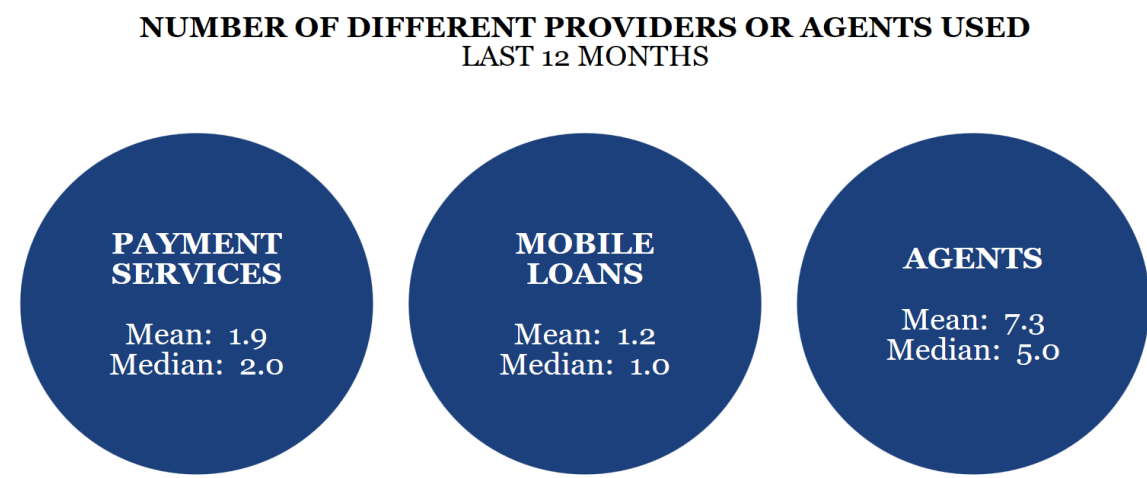 NUMBER OF DIFFERENT PROVIDERS OR AGENTS USED
LAST 12 MONTHS
PAYMENT
SERVICES
Mean: 1.9
Median: 2.0
MOBILE
LOANS
Mean: 1.2
Median: 1.0
AGENTS
Mean: 7.3
Median: 5.0